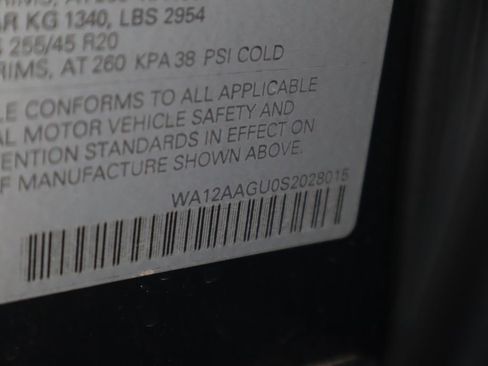 AR KG 1340, LBS 2954
255/45 R20
RIMS, AT 260 KPA 38 PSI COLD
LE CONFORMS TO ALL APPLICABLE
AL MOTOR VEHICLE SAFETY AND
ENTION STANDARDS IN EFFECT ON
OF MANUFACTURE SHOWN ABOVE.
WA12AAGU0S2028015